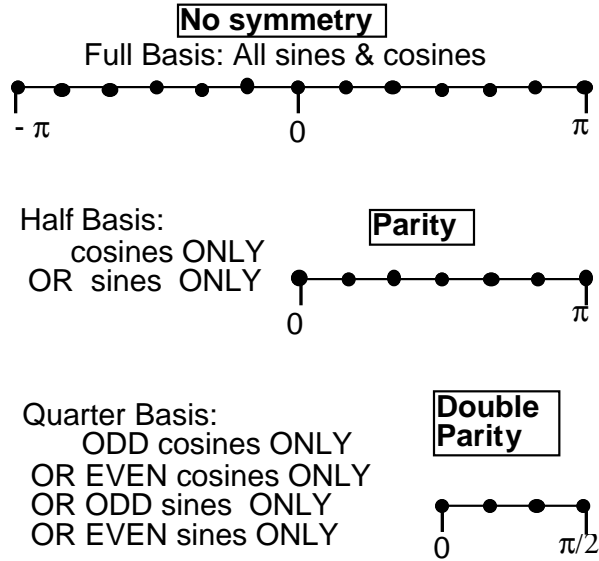 No symmetry
Full Basis: All sines & cosines
- π 0 π
Half Basis:
Parity
cosines ONLY
OR sines ONLY
0 π
Quarter Basis:
Double
Parity
ODD cosines ONLY
OR EVEN cosines ONLY
OR ODD sines ONLY
OR EVEN sines ONLY
0 π/2